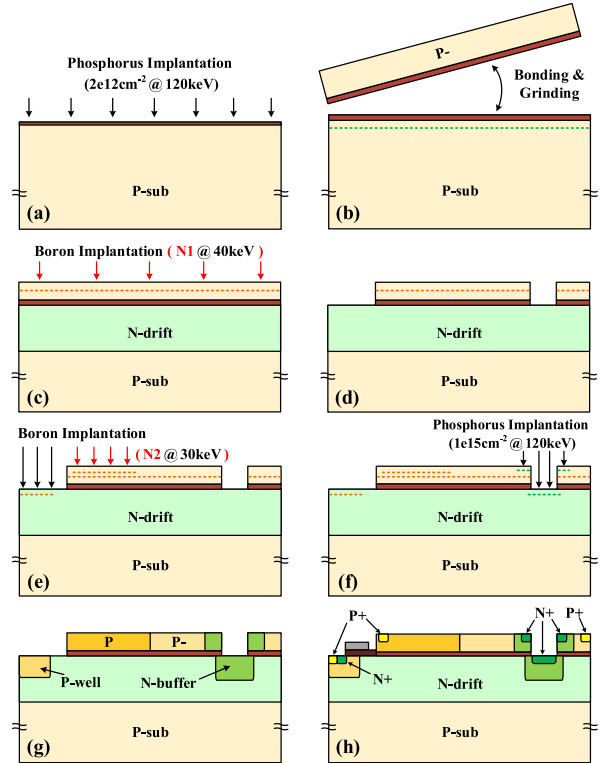 Phosphorus Implantation
(2e12cm⁻² @ 120keV)
P-sub
(a)
P-
Bonding &
Grinding
P-sub
(b)
Boron Implantation ( N1 @ 40keV )
N-drift
P-sub
(c)
N-drift
P-sub
(d)
Boron Implantation
( N2 @ 30keV )
N-drift
P-sub
(e)
Phosphorus Implantation
(1e15cm⁻² @ 120keV)
N-drift
P-sub
(f)
P
P-
P-well
N-buffer
P-sub
(g)
P+
N+
P+
N+
N-drift
P-sub
(h)